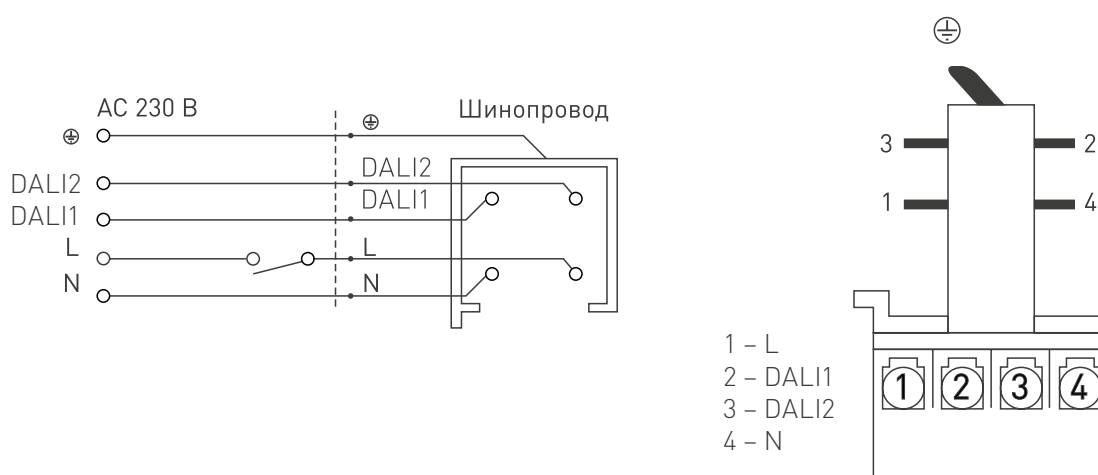 AC 230 В
Шинопровод
DALI2
DALI1
L
N
DALI2
DALI1
L
N
3
2
1
4
1 – L
2 – DALI1
3 – DALI2
4 – N
1 2 3 4